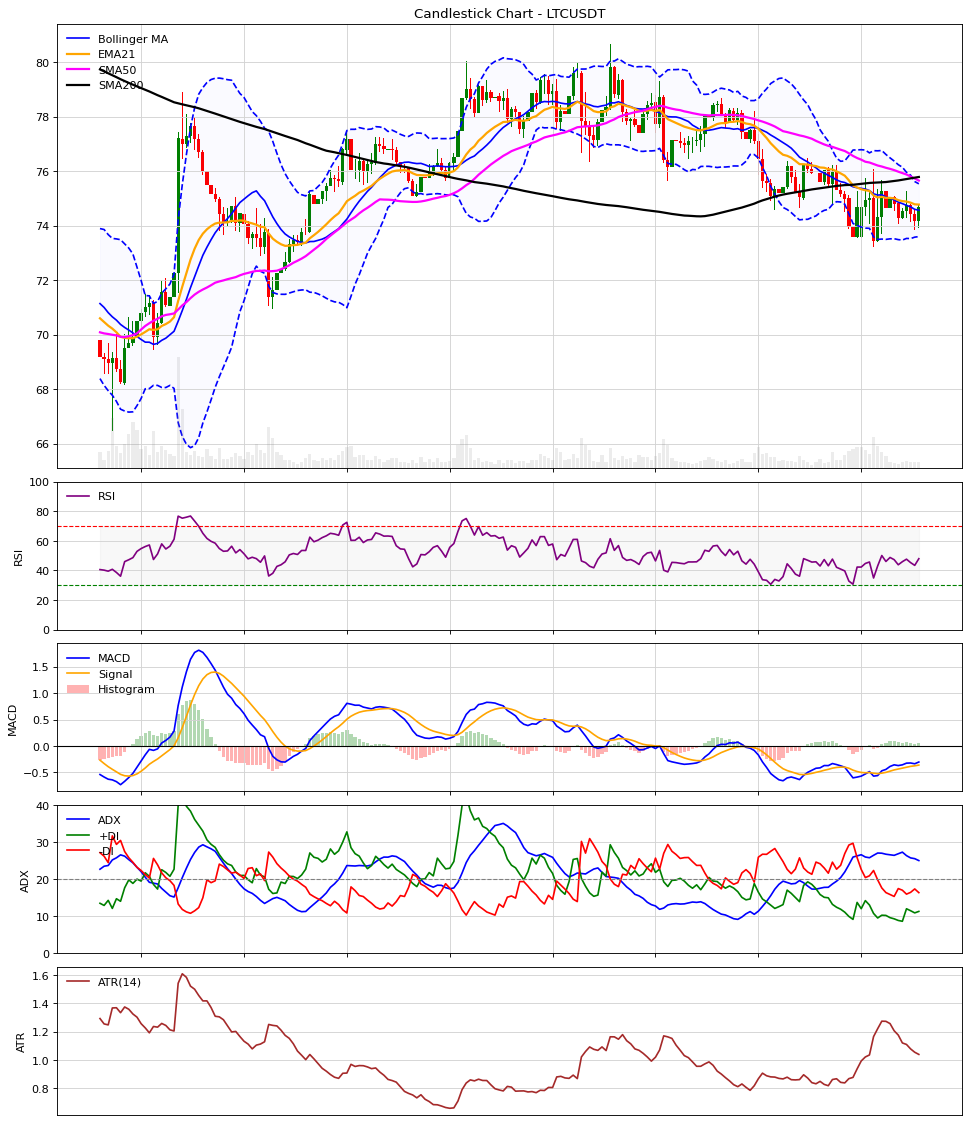 Candlestick Chart - LTCUSDT
Bollinger MA
EMA21
SMA50
SMA200
80
78
76
74
72
70
68
66
RSI
100
80
60
40
20
0
RSI
MACD
Signal
Histogram
1.5
1.0
0.5
0.0
−0.5
MACD
ADX
+DI
-DI
40
30
20
10
0
ADX
ATR(14)
1.6
1.4
1.2
1.0
0.8
ATR